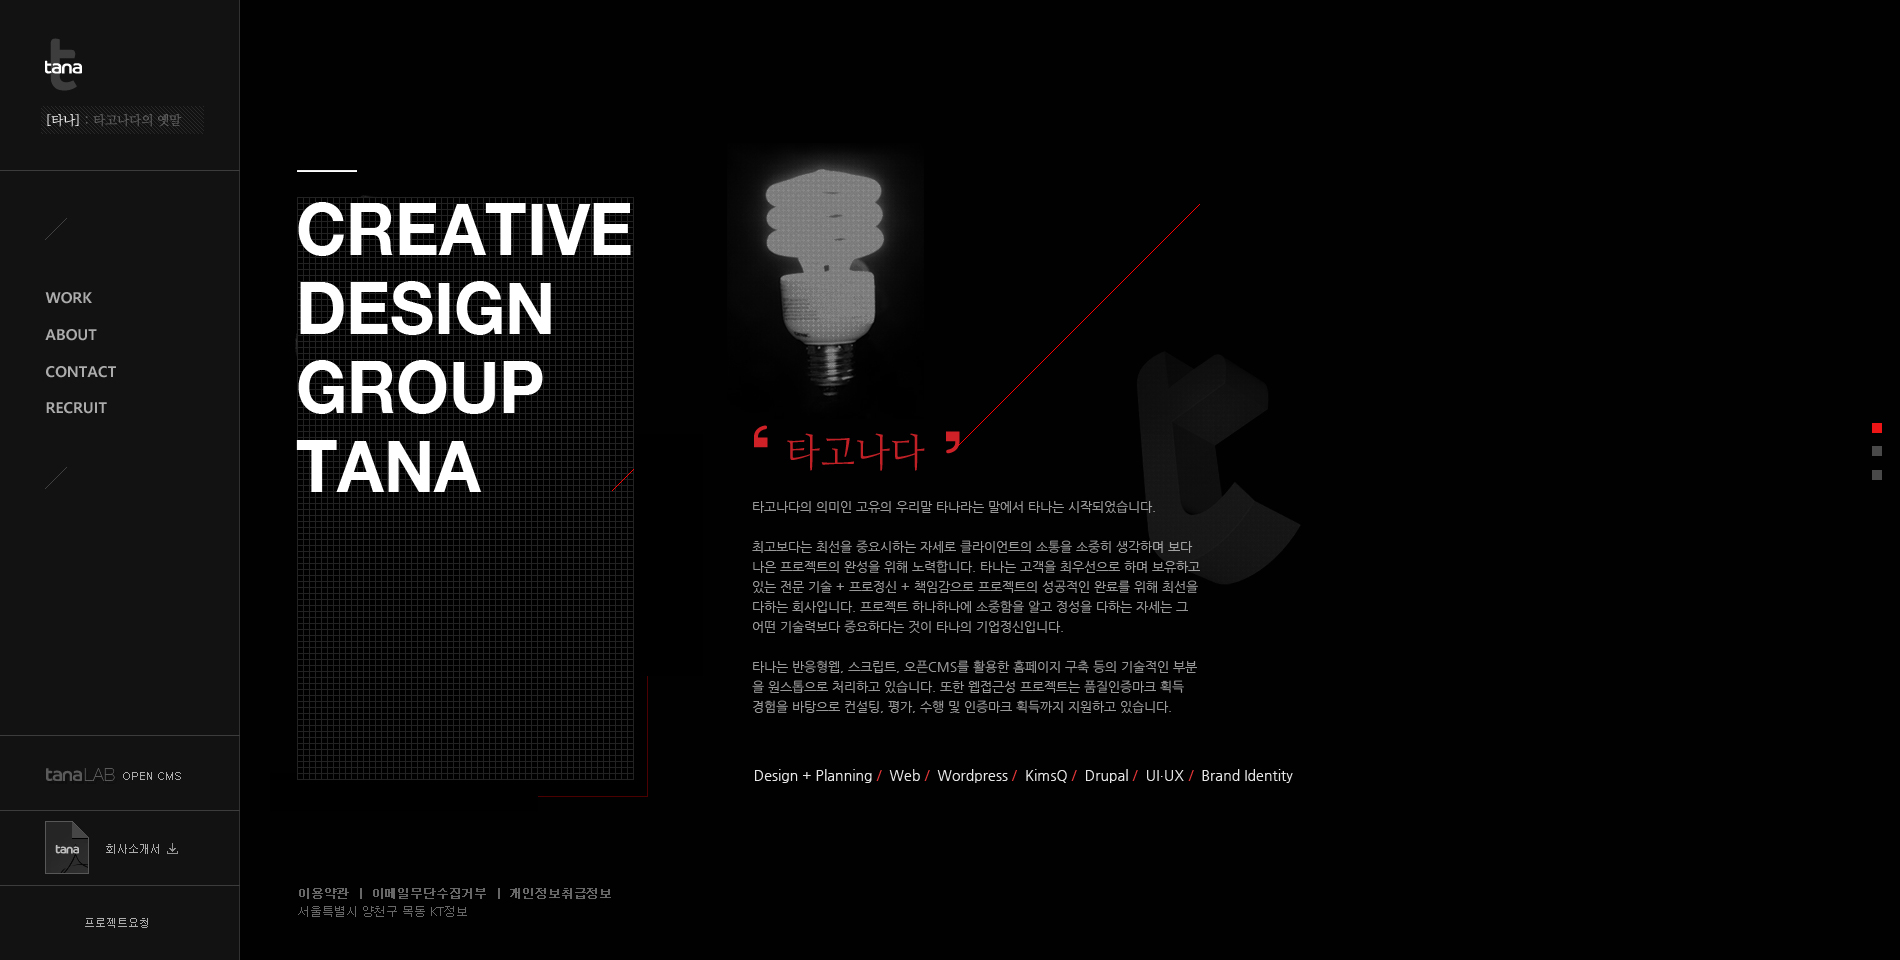 tana
[타나] : 타고나다의 옛말
WORK
ABOUT
CONTACT
RECRUIT
tanaLAB OPEN CMS
tana
회사소개서
프로젝트요청
CREATIVE
DESIGN
GROUP
TANA
“ 타고나다 ”
타고나다의 의미인 고유의 우리말 타나라는 말에서 타나는 시작되었습니다.
최고보다는 최선을 중요시하는 자세로 클라이언트의 소통을 소중히 생각하며 보다
나은 프로젝트의 완성을 위해 노력합니다. 타나는 고객을 최우선으로 하며 보유하고
있는 전문 기술 + 프로정신 + 책임감으로 프로젝트의 성공적인 완료를 위해 최선을
다하는 회사입니다. 프로젝트 하나하나에 소중함을 알고 정성을 다하는 자세는 그
어떤 기술력보다 중요하다는 것이 타나의 기업정신입니다.
타나는 반응형웹, 스크립트, 오픈CMS를 활용한 홈페이지 구축 등의 기술적인 부분
을 원스톱으로 처리하고 있습니다. 또한 웹접근성 프로젝트는 품질인증마크 획득
경험을 바탕으로 컨설팅, 평가, 수행 및 인증마크 획득까지 지원하고 있습니다.
Design + Planning / Web / Wordpress / KimsQ / Drupal / UI·UX / Brand Identity
이용약관 | 이메일무단수집거부 | 개인정보취급정보
서울특별시 양천구 목동 KT정보